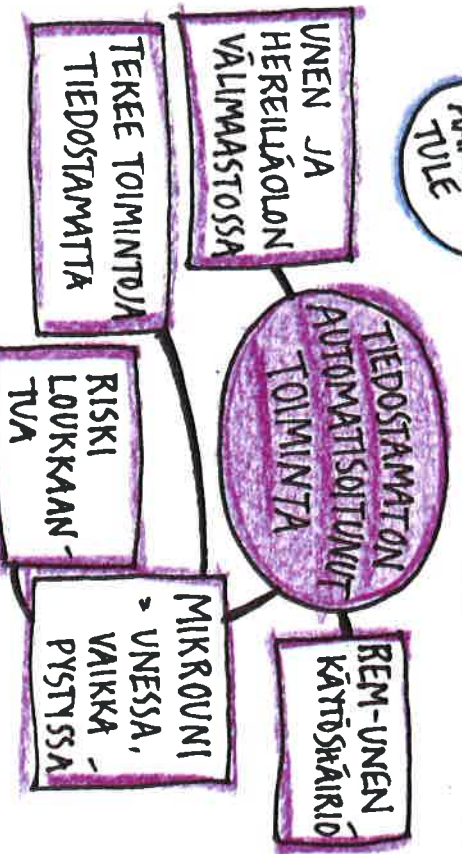 TULE
UNEN JA
HEREILLÄOLON
VÄLIMAASTOSSA
TIEDOSTAMATON
AUTOMATISOITUNUT
TOIMINTA
REM-UNEN
KÄYTÖSHÄIRIÖ
TEKEE TOIMINTOJA
TIEDOSTAMATTA
MIKROUNI
> UNESSA,
VAIKKA
PYSTYSSÄ
RISKI
LOUKKAAN-
TUA